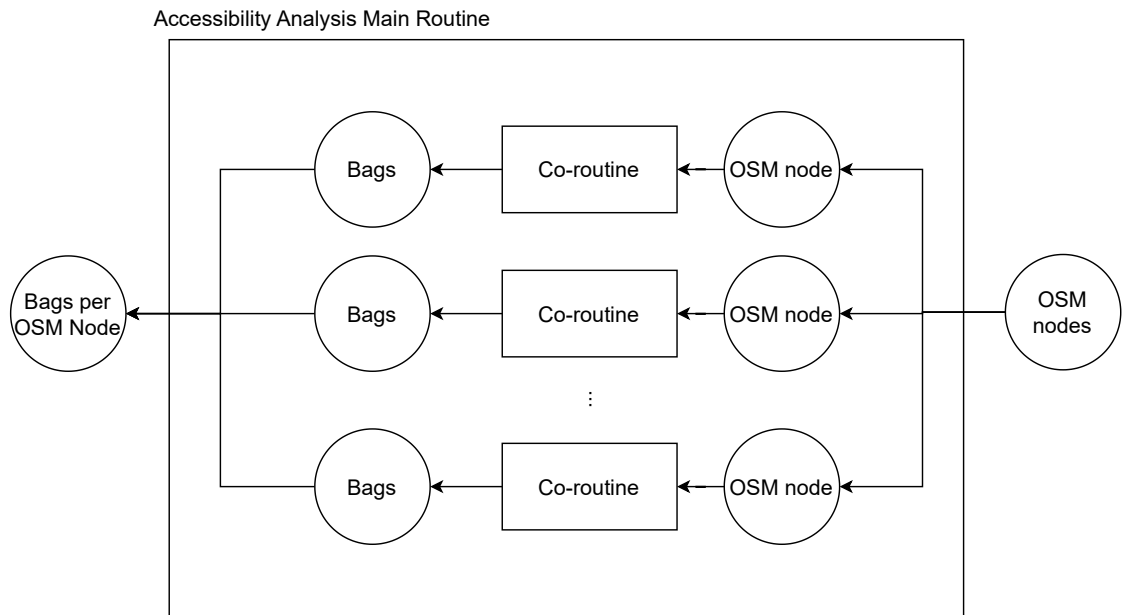 Accessibility Analysis Main Routine
Bags
Co-routine
OSM node
Bags per
OSM Node
Bags
Co-routine
OSM node
OSM
nodes
...
Bags
Co-routine
OSM node